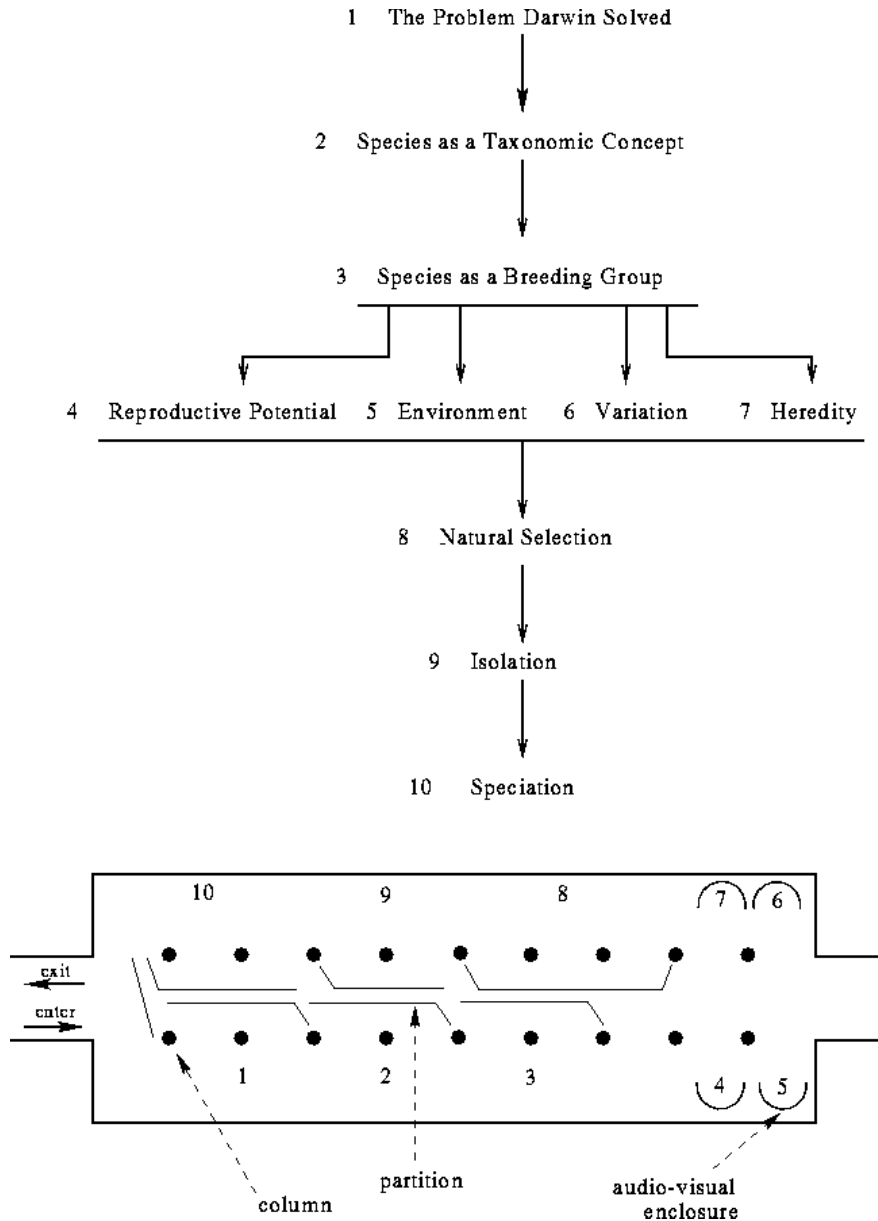 1 The Problem Darwin Solved
2 Species as a Taxonomic Concept
3 Species as a Breeding Group
4 Reproductive Potential 5 Environment 6 Variation 7 Heredity
8 Natural Selection
9 Isolation
10 Speciation
10 9 8 7 6
exit
enter
1 2 3 4 5
column
partition
audio-visual
enclosure